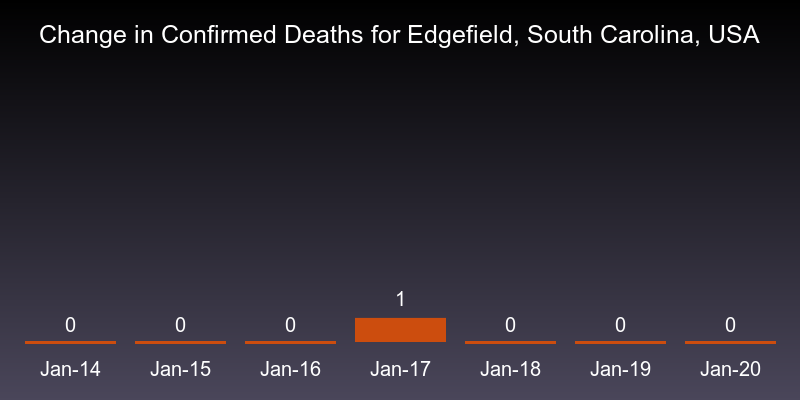 Change in Confirmed Deaths for Edgefield, South Carolina, USA
0 0 0 1 0 0 0
Jan-14 Jan-15 Jan-16 Jan-17 Jan-18 Jan-19 Jan-20